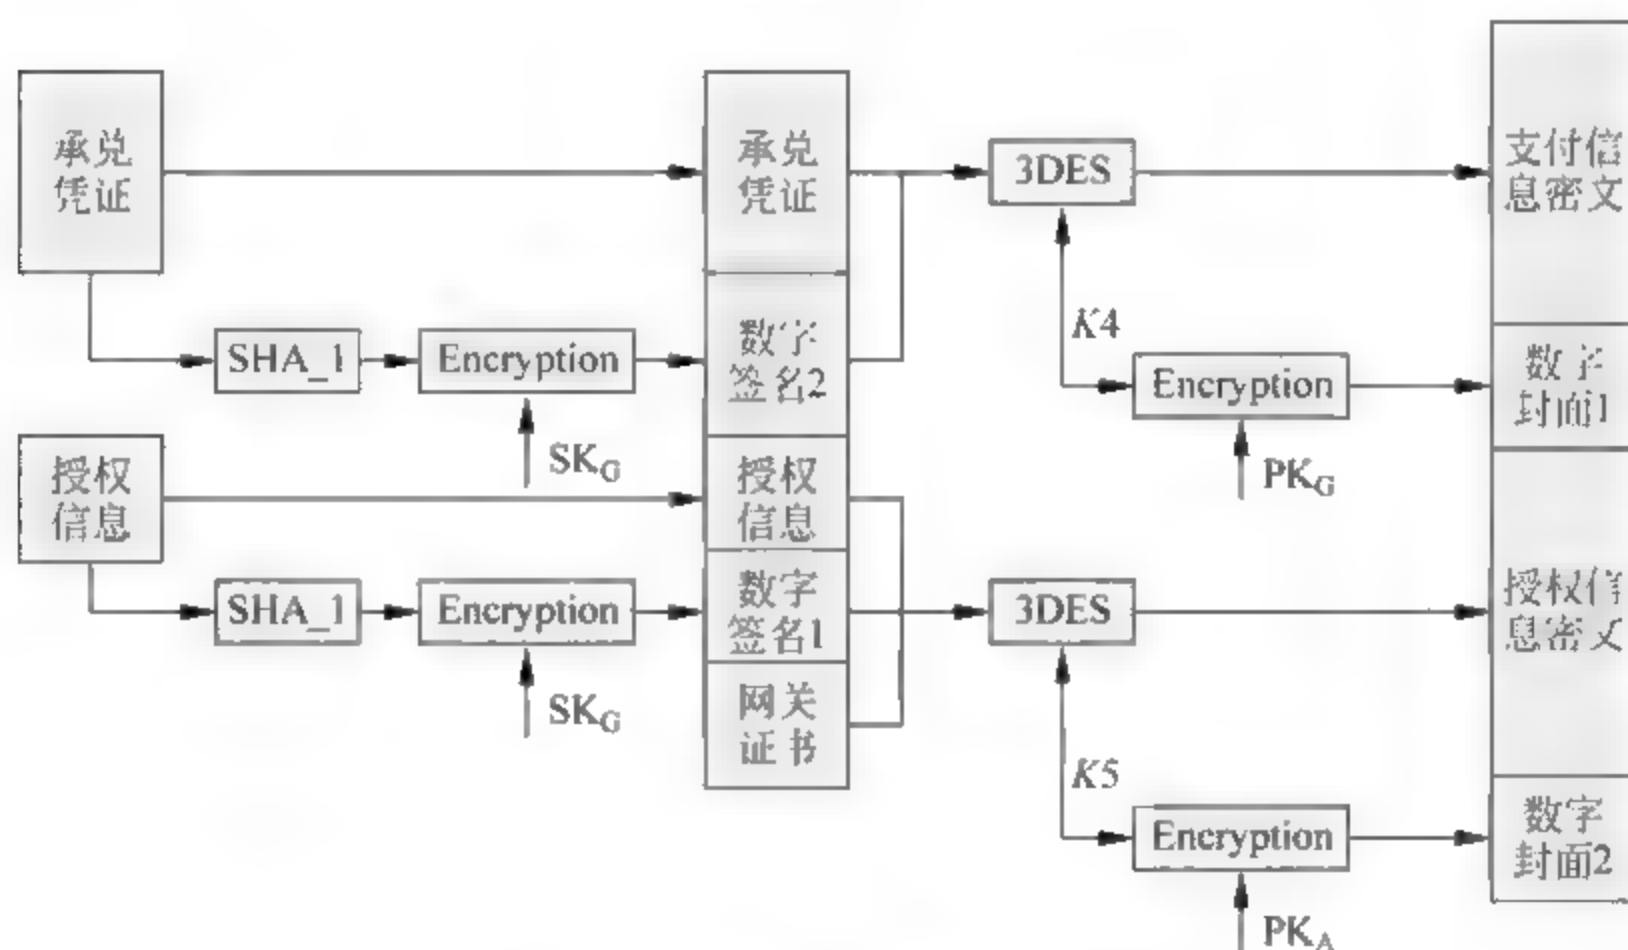 承兑
凭证
SHA_1
Encryption
SK_G
授权
信息
SHA_1
Encryption
SK_G
承兑
凭证
数字
签名2
授权
信息
数字
签名1
网关
证书
3DES
K4
Encryption
PK_G
3DES
K5
Encryption
PK_A
支付信
息密文
数字
封面1
授权信
息密文
数字
封面2